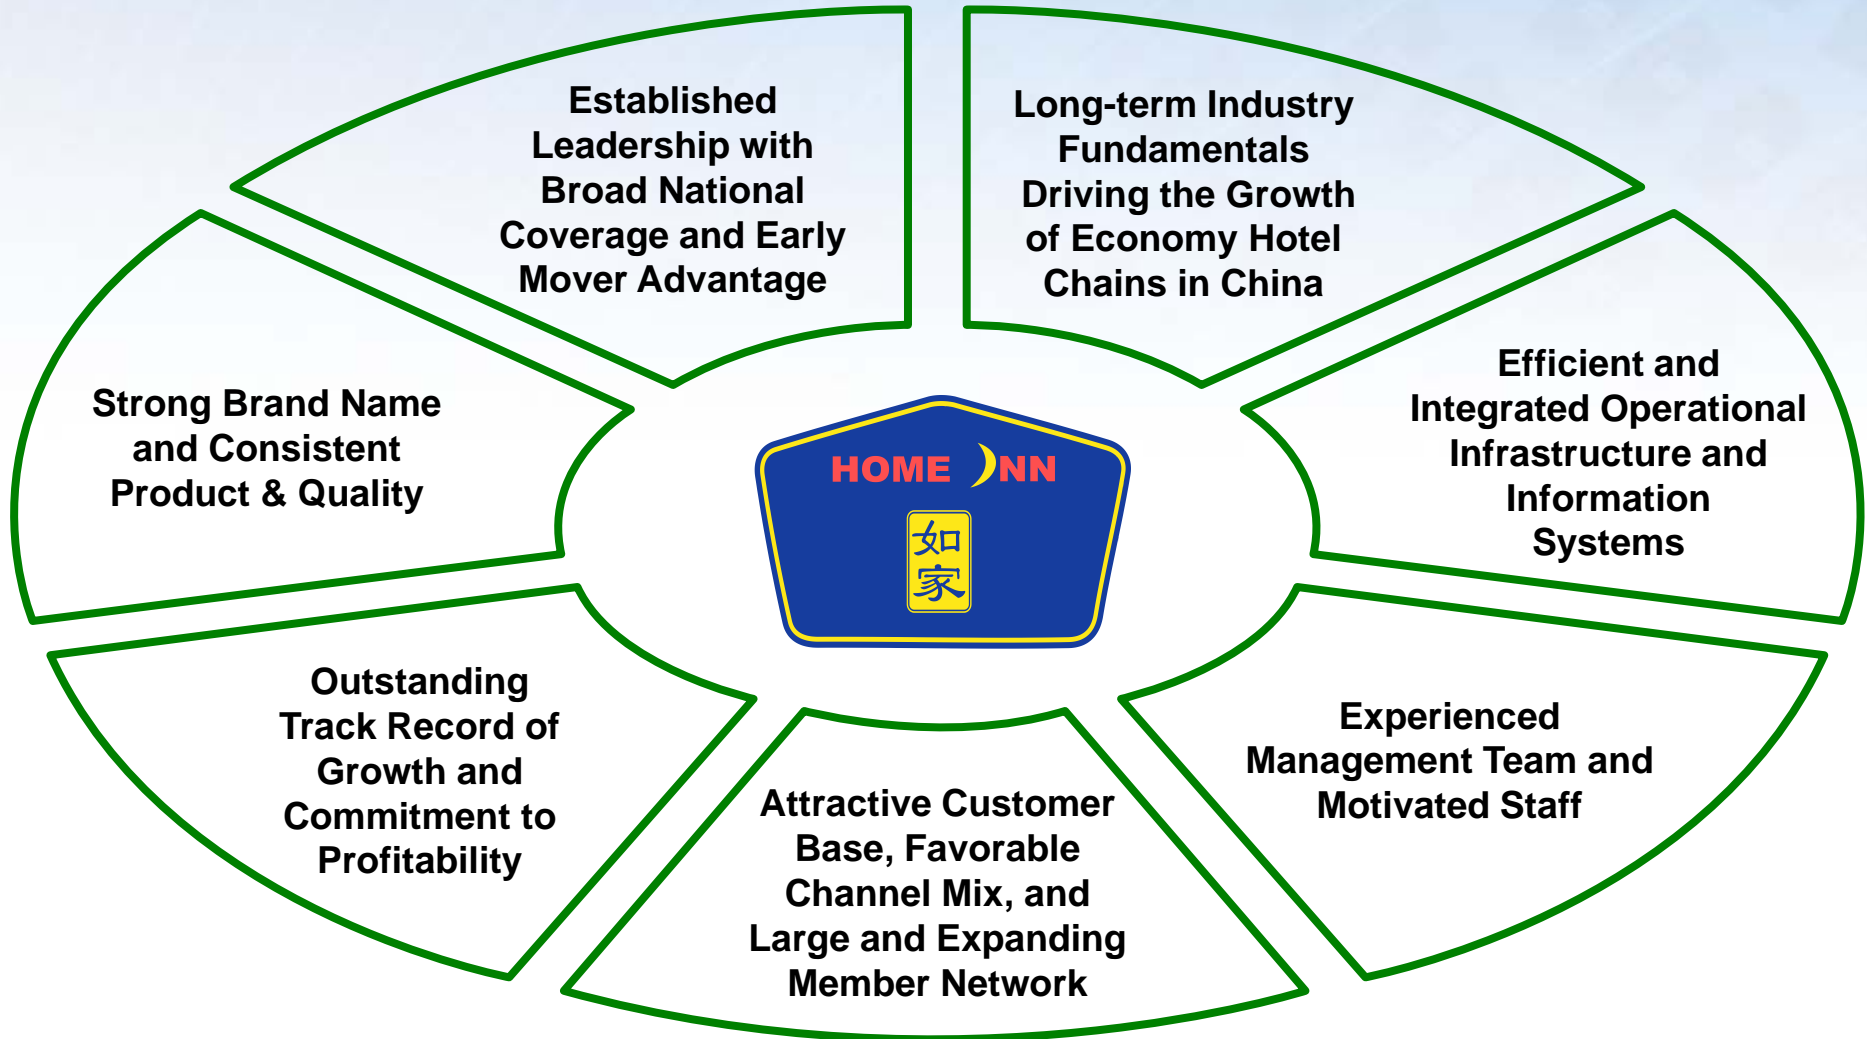 Established
Leadership with
Broad National
Coverage and Early
Mover Advantage
Long-term Industry
Fundamentals
Driving the Growth
of Economy Hotel
Chains in China
Efficient and
Integrated Operational
Infrastructure and
Information
Systems
Experienced
Management Team and
Motivated Staff
Attractive Customer
Base, Favorable
Channel Mix, and
Large and Expanding
Member Network
Outstanding
Track Record of
Growth and
Commitment to
Profitability
Strong Brand Name
and Consistent
Product & Quality
HOME INN
如
家